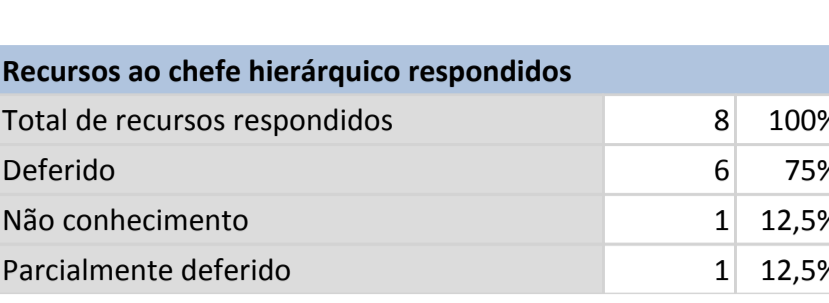 Recursos ao chefe hierárquico respondidos
Total de recursos respondidos 8 100%
Deferido 6 75%
Não conhecimento 1 12,5%
Parcialmente deferido 1 12,5%